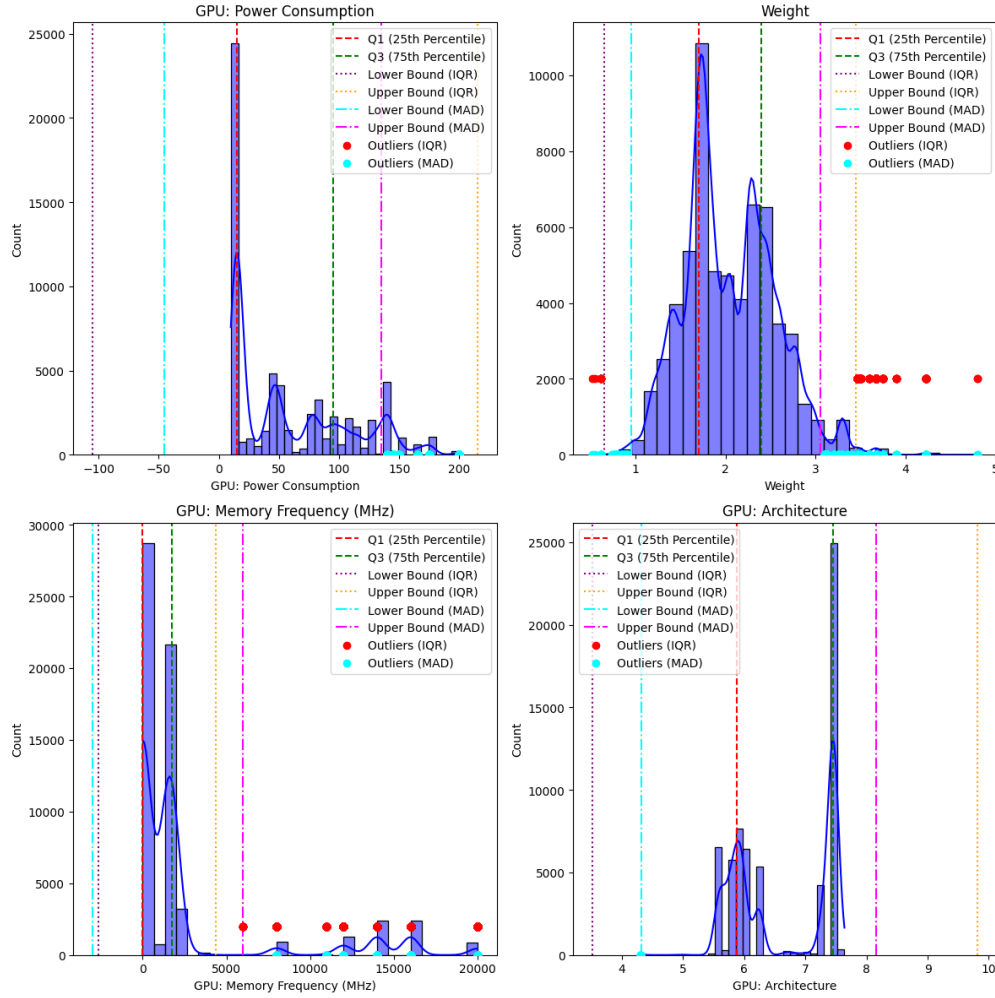 GPU: Power Consumption
25000
20000
15000
10000
5000
0
Count
-100
-50
0
50
100
150
200
GPU: Power Consumption
Q1 (25th Percentile)
Q3 (75th Percentile)
Lower Bound (IQR)
Upper Bound (IQR)
Lower Bound (MAD)
Upper Bound (MAD)
Outliers (IQR)
Outliers (MAD)
Weight
10000
8000
6000
4000
2000
0
Count
1
2
3
4
5
Weight
Q1 (25th Percentile)
Q3 (75th Percentile)
Lower Bound (IQR)
Upper Bound (IQR)
Lower Bound (MAD)
Upper Bound (MAD)
Outliers (IQR)
Outliers (MAD)
GPU: Memory Frequency (MHz)
30000
25000
20000
15000
10000
5000
0
Count
0
5000
10000
15000
20000
GPU: Memory Frequency (MHz)
Q1 (25th Percentile)
Q3 (75th Percentile)
Lower Bound (IQR)
Upper Bound (IQR)
Lower Bound (MAD)
Upper Bound (MAD)
Outliers (IQR)
Outliers (MAD)
GPU: Architecture
25000
20000
15000
10000
5000
0
Count
4
5
6
7
8
9
10
GPU: Architecture
Q1 (25th Percentile)
Q3 (75th Percentile)
Lower Bound (IQR)
Upper Bound (IQR)
Lower Bound (MAD)
Upper Bound (MAD)
Outliers (IQR)
Outliers (MAD)